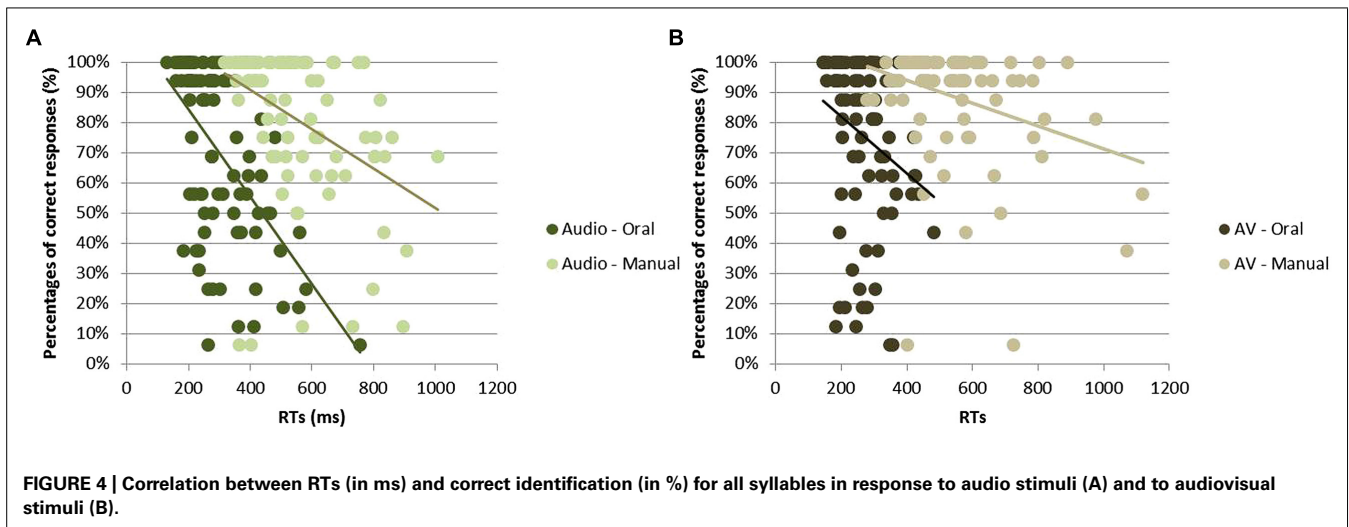 A
Percentages of correct responses (%)
100%
90%
80%
70%
60%
50%
40%
30%
20%
10%
0%
0 200 400 600 800 1000 1200
RTs (ms)
Audio - Oral
Audio - Manual
B
Percentages of correct responses (%)
100%
90%
80%
70%
60%
50%
40%
30%
20%
10%
0%
0 200 400 600 800 1000 1200
RTs
AV - Oral
AV - Manual
FIGURE 4 | Correlation between RTs (in ms) and correct identification (in %) for all syllables in response to audio stimuli (A) and to audiovisual
stimuli (B).